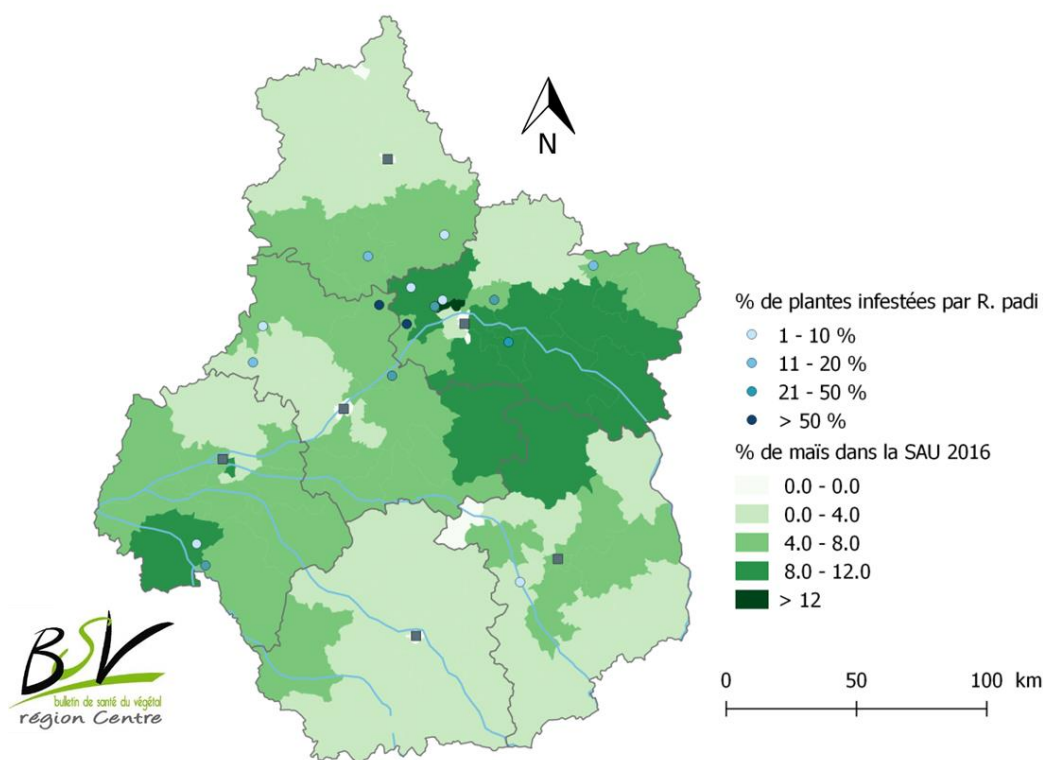 N
% de plantes infestées par R. padi
1 - 10 %
11 - 20 %
21 - 50 %
> 50 %
% de maïs dans la SAU 2016
0.0 - 0.0
0.0 - 4.0
4.0 - 8.0
8.0 - 12.0
> 12
BSV
bulletin de santé du végétal
région Centre
0 50 100 km